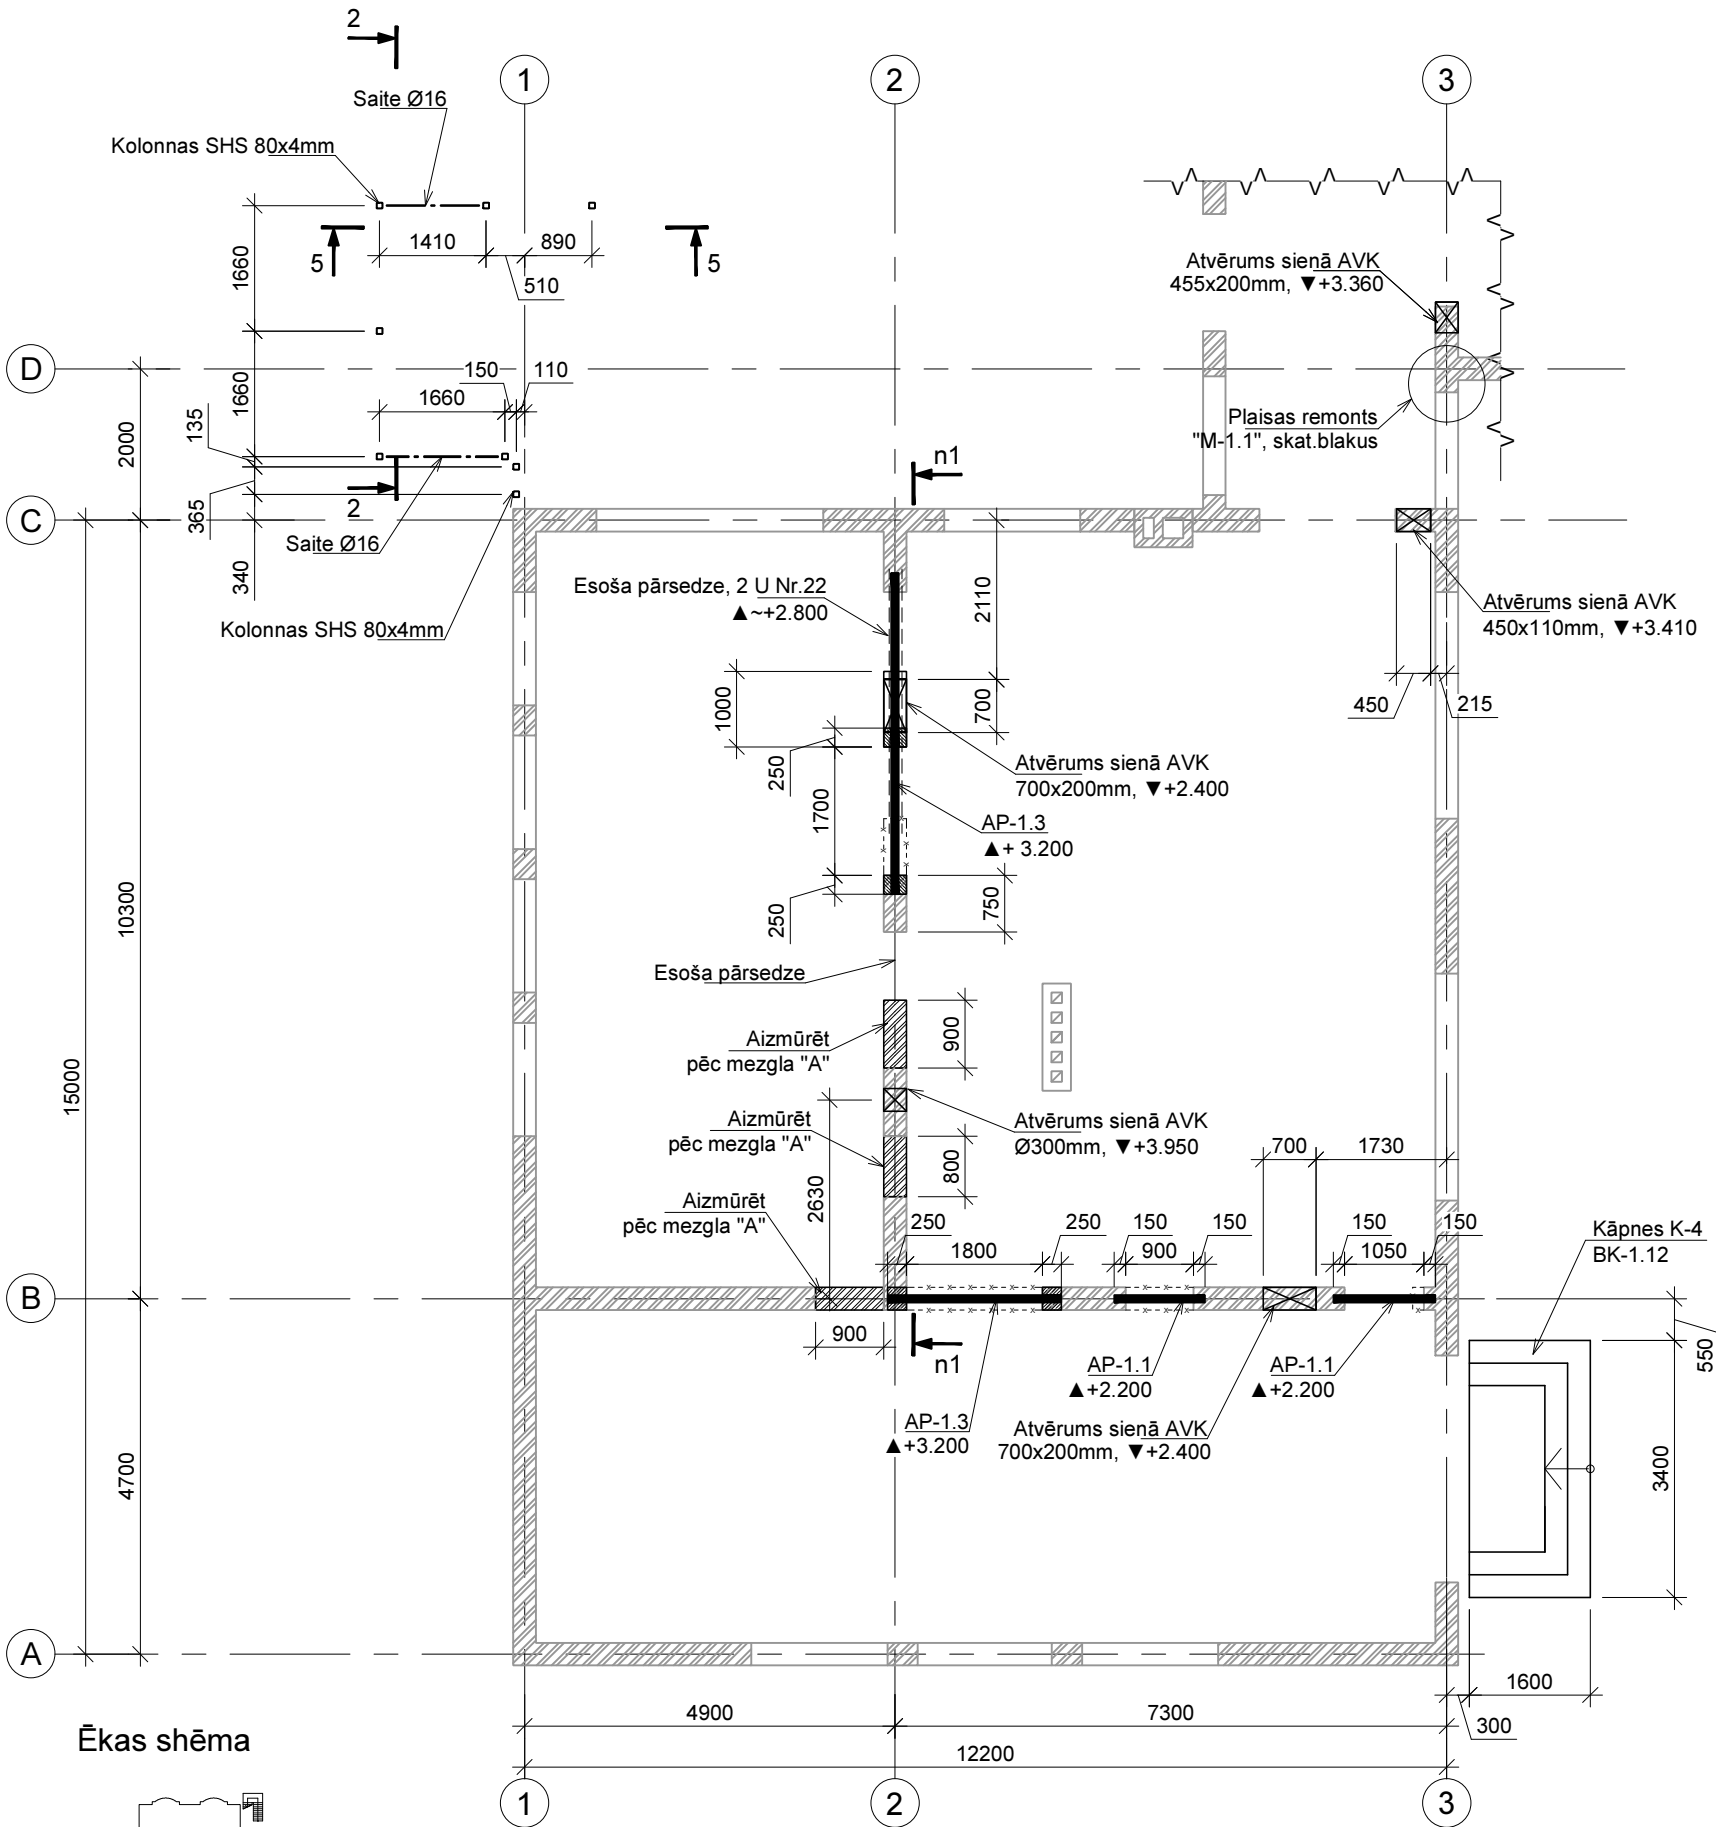 2
1
2
3
Saite Ø16
Kolonnas SHS 80x4mm
1410
890
5
5
510
1660
Atvērums sienā AVK
455x200mm, ▼+3.360
D
150
110
1660
1660
135
2000
Plaisas remonts
"M-1.1", skat.blakus
n1
2
365
C
Saite Ø16
340
Esoša pārsedze, 2 U Nr.22
▲~+2.800
2110
Kolonnas SHS 80x4mm
Atvērums sienā AVK
450x110mm, ▼+3.410
1000
700
450
215
250
Atvērums sienā AVK
700x200mm, ▼+2.400
1700
AP-1.3
▲+ 3.200
10300
250
750
Esoša pārsedze
15000
Aizmūrēt
pēc mezgla "A"
900
Aizmūrēt
pēc mezgla "A"
Atvērums sienā AVK
Ø300mm, ▼+3.950
800
700
1730
2630
Aizmūrēt
pēc mezgla "A"
250
1800
250
150
900
150
150
1050
150
Kāpnes K-4
BK-1.12
B
900
n1
AP-1.1
▲+2.200
AP-1.1
▲+2.200
550
AP-1.3
▲+3.200
Atvērums sienā AVK
700x200mm, ▼+2.400
4700
3400
A
1600
4900
7300
300
12200
Ēkas shēma
1
2
3